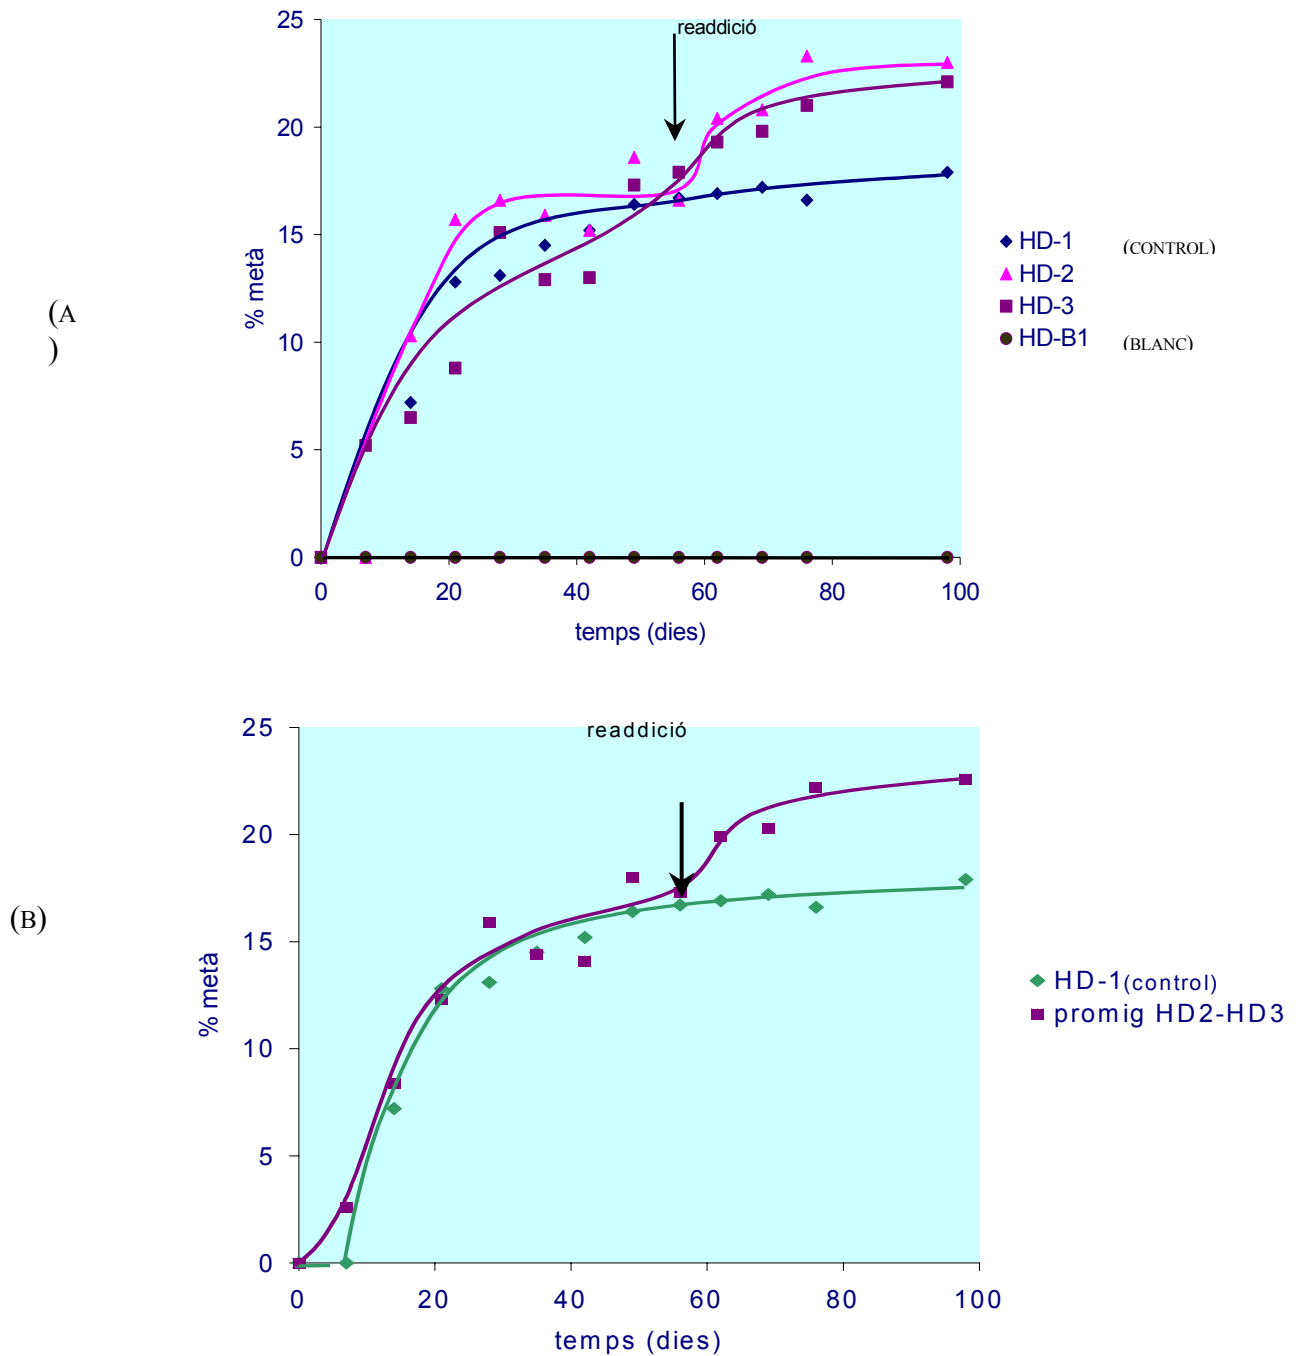 25
readdició
20
15
% metà
10
5
0
0 20 40 60 80 100
temps (dies)
HD-1 (CONTROL)
HD-2
HD-3
HD-B1 (BLANC)
(A
)
25
readdició
20
15
% metà
10
5
0
0 20 40 60 80 100
temps (dies)
HD-1(control)
promig HD2-HD3
(B)